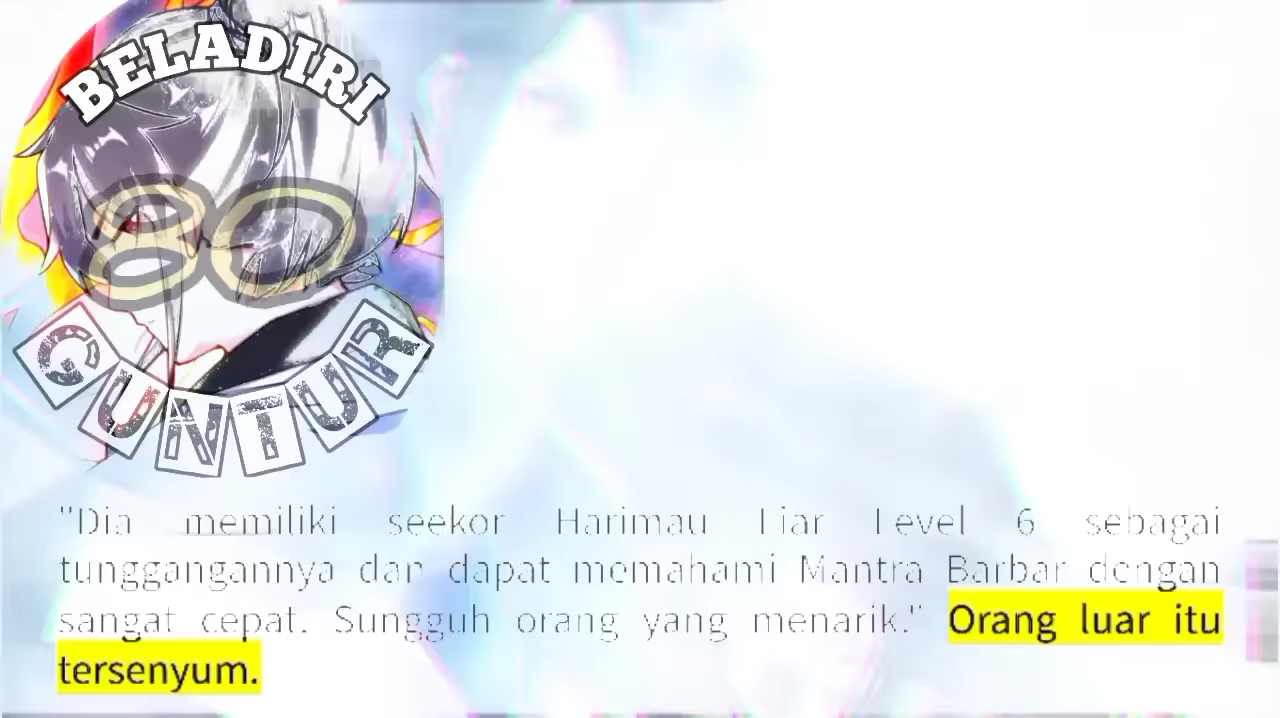 BELADIRI
GUNTUR
"Dia memiliki seekor Harimau Liar Level 6 sebagai
tunggangannya dan dapat memahami Mantra Barbar dengan
sangat cepat. Sungguh orang yang menarik." Orang luar itu
tersenyum.